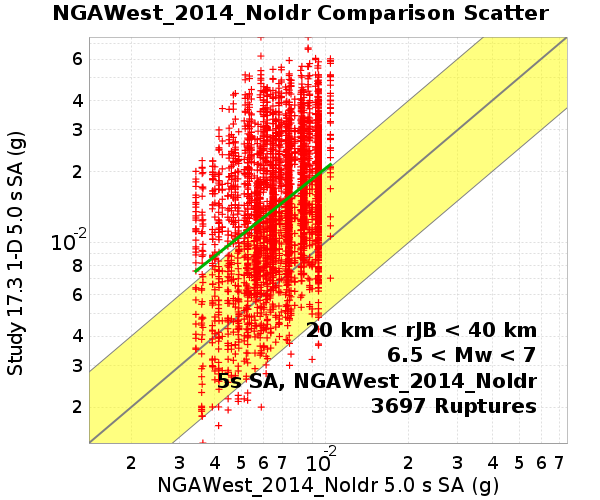 NGAWest_2014_NoIdr Comparison Scatter
6
4
3
2
10⁻²
8
6
4
3
2
Study 17.3 1-D 5.0 s SA (g)
20 km < rJB < 40 km
6.5 < Mw < 7
5s SA, NGAWest_2014_NoIdr
3697 Ruptures
2 3 4 5 6 7 10⁻² 2 3 4 5 6 7
NGAWest_2014_NoIdr 5.0 s SA (g)